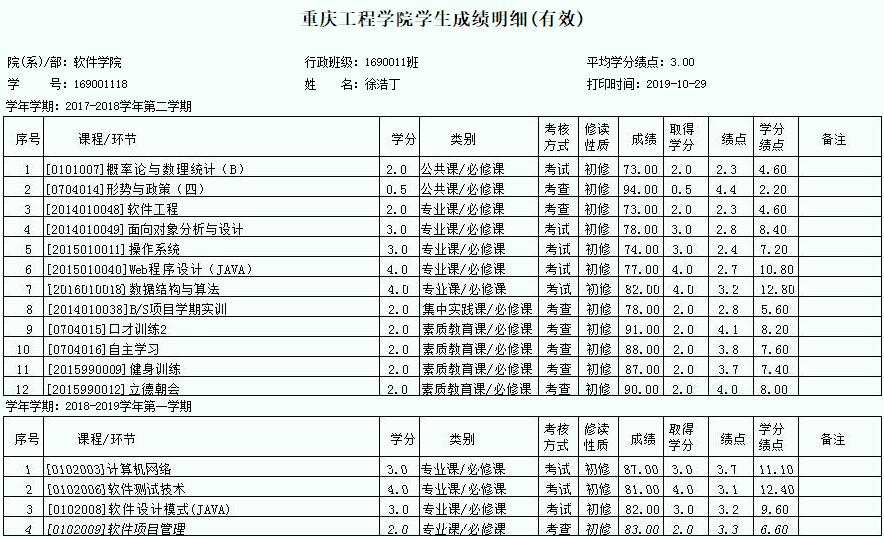 重庆工程学院学生成绩明细(有效)
院(系)/部：软件学院 行政班级：1690011班 平均学分绩点：3.00
学 号：169001118 姓 名：徐浩丁 打印时间：2019-10-29
学年学期：2017-2018学年第二学期
序号 课程/环节 学分 类别 考核方式 修读性质 成绩 取得学分 绩点 学分绩点 备注
1 [0101007]概率论与数理统计（B） 2.0 公共课/必修课 考试 初修 73.00 2.0 2.3 4.60
2 [0704014]形势与政策（四） 0.5 公共课/必修课 考查 初修 94.00 0.5 4.4 2.20
3 [2014010048]软件工程 2.0 专业课/必修课 考查 初修 73.00 2.0 2.3 4.60
4 [2014010049]面向对象分析与设计 3.0 专业课/必修课 考试 初修 78.00 3.0 2.8 8.40
5 [2015010011]操作系统 3.0 专业课/必修课 考试 初修 74.00 3.0 2.4 7.20
6 [2015010040]Web程序设计（JAVA） 4.0 专业课/必修课 考试 初修 77.00 4.0 2.7 10.80
7 [2016010018]数据结构与算法 4.0 专业课/必修课 考试 初修 82.00 4.0 3.2 12.80
8 [2014010038]B/S项目学期实训 2.0 集中实践课/必修课 考查 初修 78.00 2.0 2.8 5.60
9 [0704015]口才训练2 2.0 素质教育课/必修课 考查 初修 91.00 2.0 4.1 8.20
10 [0704016]自主学习 2.0 素质教育课/必修课 考查 初修 88.00 2.0 3.8 7.60
11 [2015990009]健身训练 2.0 素质教育课/必修课 考查 初修 87.00 2.0 3.7 7.40
12 [2015990012]立德朝会 2.0 素质教育课/必修课 考查 初修 90.00 2.0 4.0 8.00
学年学期：2018-2019学年第一学期
序号 课程/环节 学分 类别 考核方式 修读性质 成绩 取得学分 绩点 学分绩点 备注
1 [0102003]计算机网络 3.0 专业课/必修课 考试 初修 87.00 3.0 3.7 11.10
2 [0102006]软件测试技术 4.0 专业课/必修课 考试 初修 81.00 4.0 3.1 12.40
3 [0102008]软件设计模式(JAVA) 3.0 专业课/必修课 考试 初修 82.00 3.0 3.2 9.60
4 [0102009]软件项目管理 2.0 专业课/必修课 考查 初修 83.00 2.0 3.3 6.60